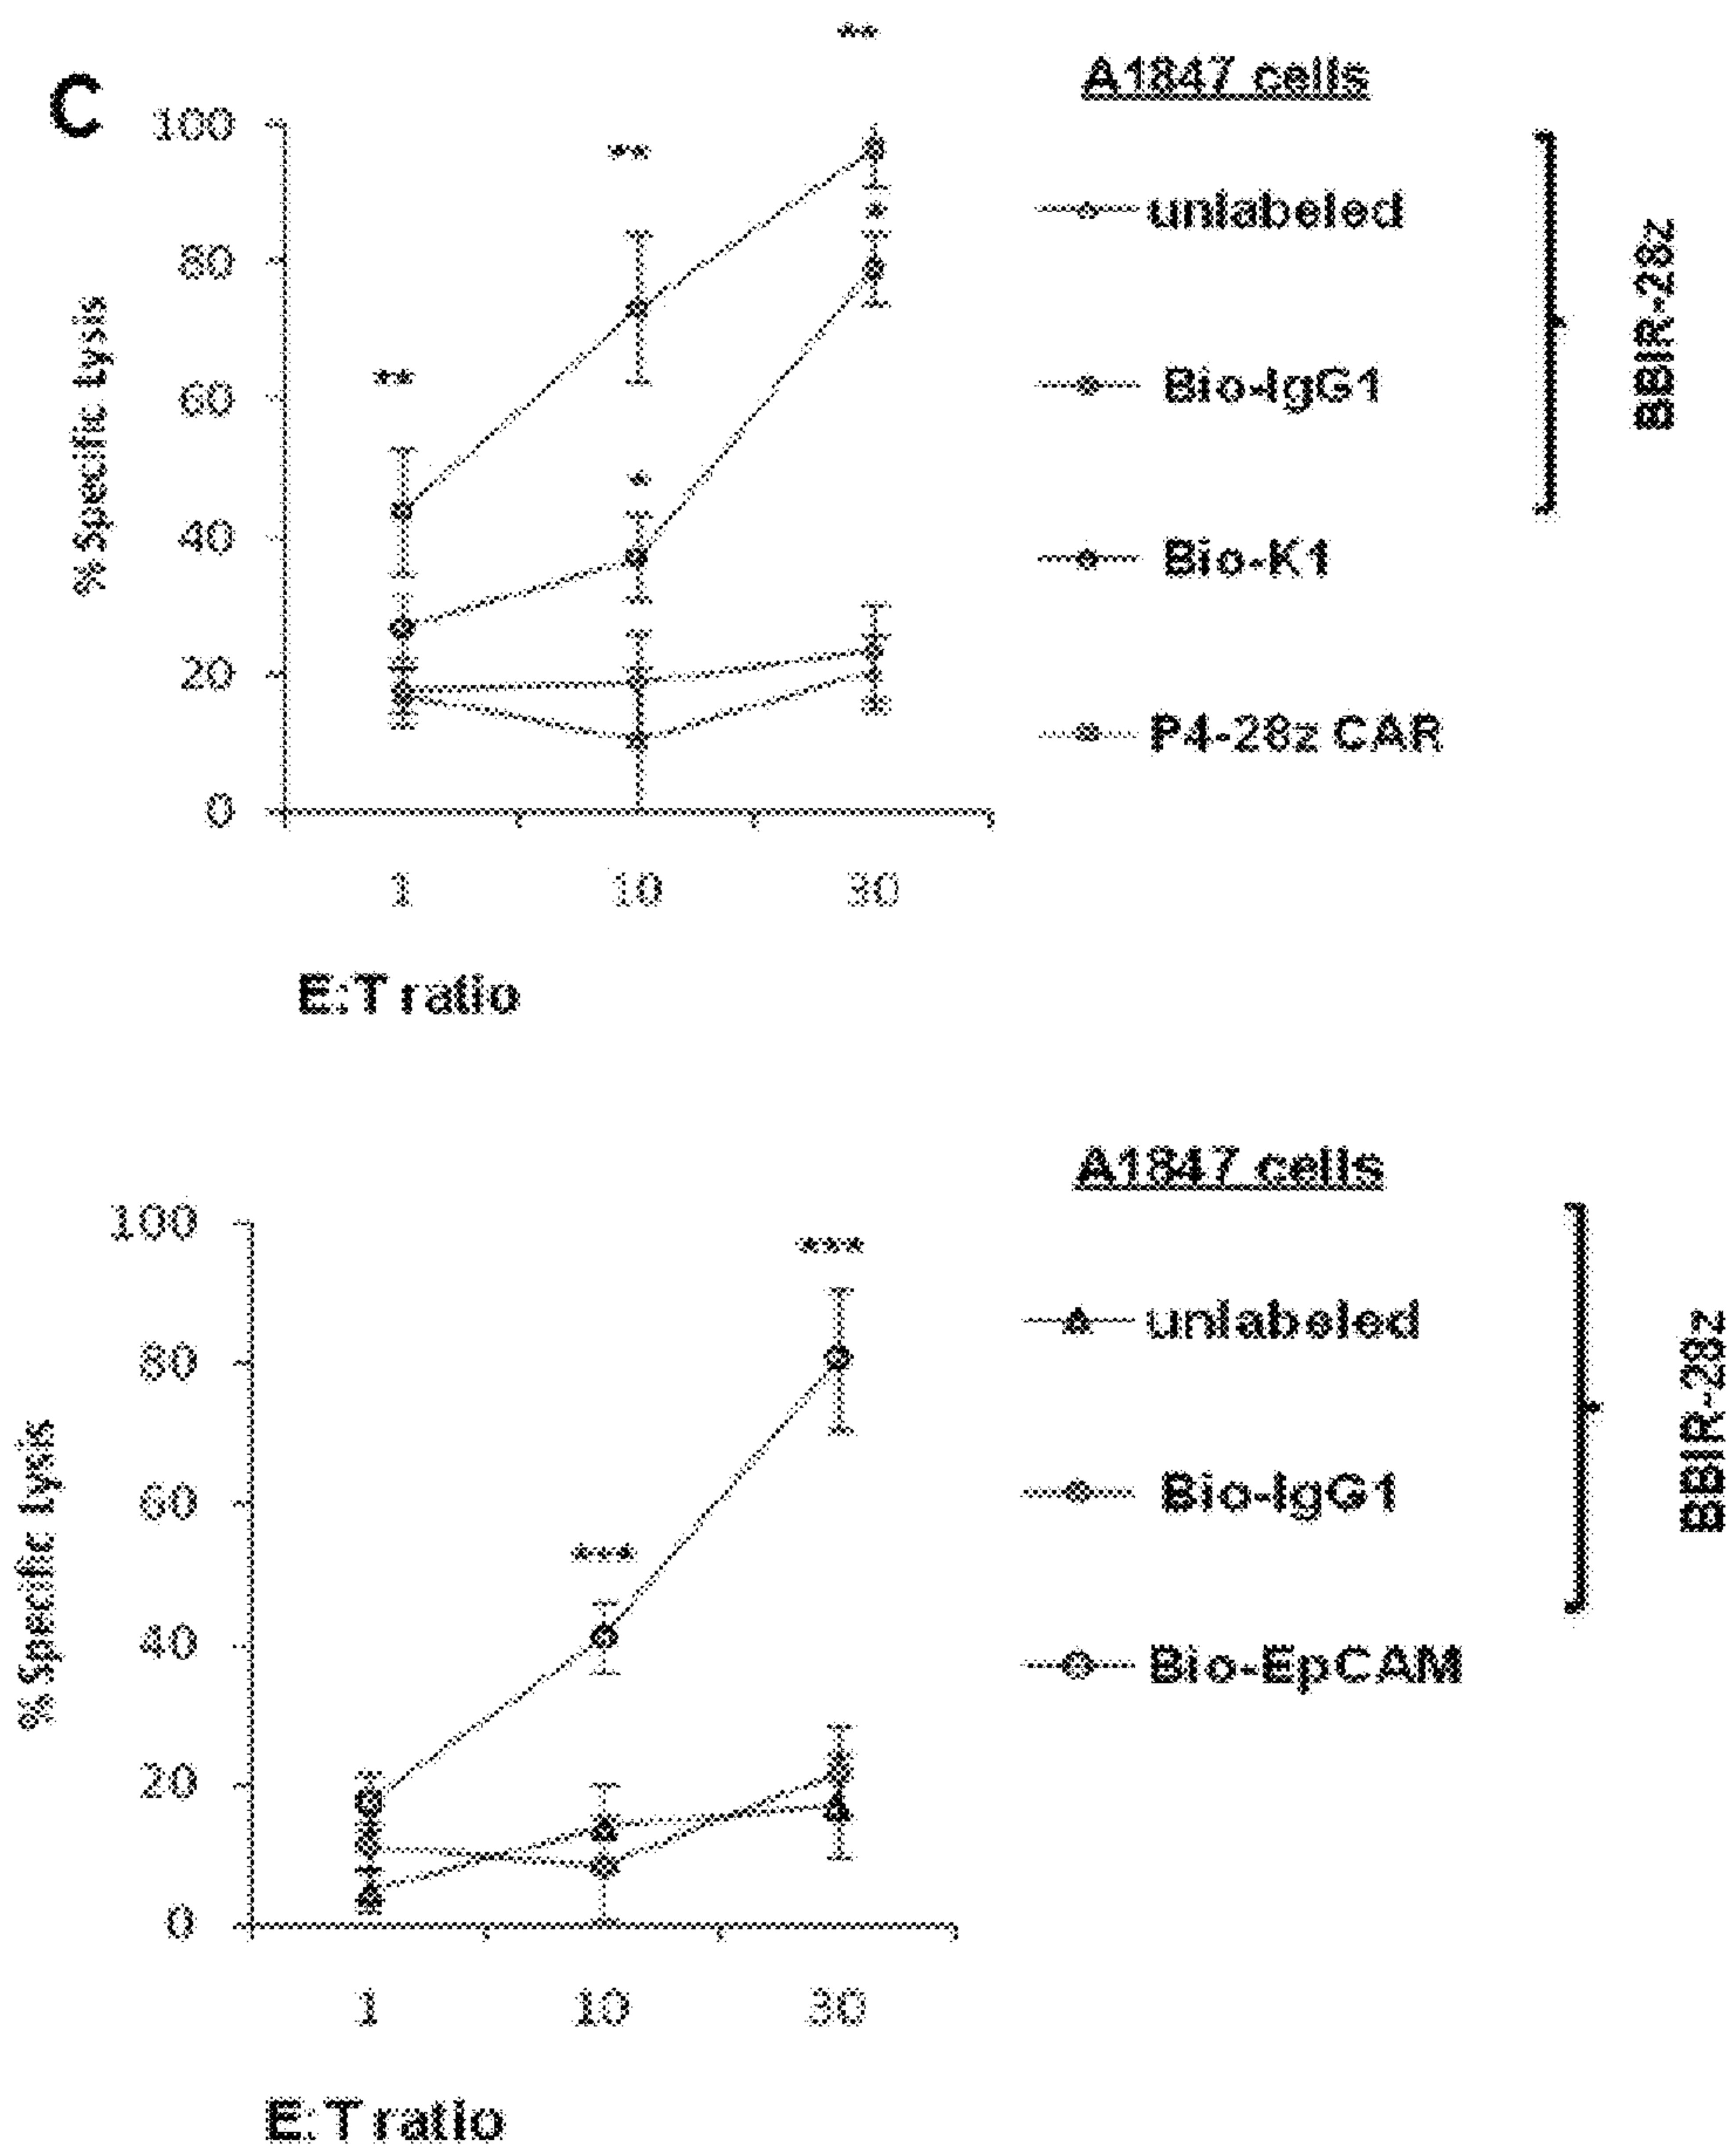 C
**
A1847 cells
100
**
unlabeled
*
80
% Specific Lysis
**
60
Bio-IgG1
BBIR-28z
*
40
Bio-K1
20
P4-28z CAR
0
1 10 30
E:T ratio
A1847 cells
100
***
unlabeled
80
% Specific Lysis
60
Bio-IgG1
BBIR-28z
***
40
Bio-EpCAM
20
0
1 10 30
E:T ratio